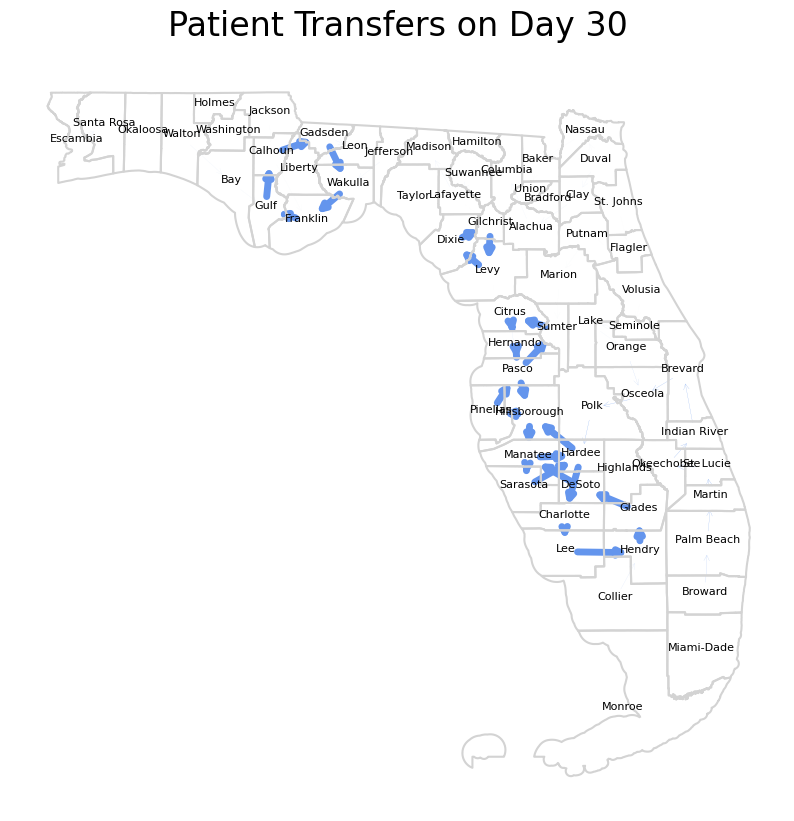 Patient Transfers on Day 30
Holmes
Jackson
Santa Rosa
Okaloosa
Walton
Washington
Escambia
Gadsden
Calhoun
Leon
Jefferson
Madison
Hamilton
Nassau
Liberty
Suwannee
Columbia
Baker
Duval
Bay
Wakulla
Taylor
Lafayette
Union
Bradford
Clay
St. Johns
Gulf
Franklin
Gilchrist
Alachua
Putnam
Dixie
Flagler
Levy
Marion
Volusia
Citrus
Sumter
Lake
Seminole
Hernando
Orange
Pasco
Brevard
Osceola
Pinellas
Hillsborough
Polk
Indian River
Manatee
Hardee
Highlands
Okeechobee
St. Lucie
Sarasota
DeSoto
Martin
Charlotte
Glades
Lee
Hendry
Palm Beach
Collier
Broward
Miami-Dade
Monroe